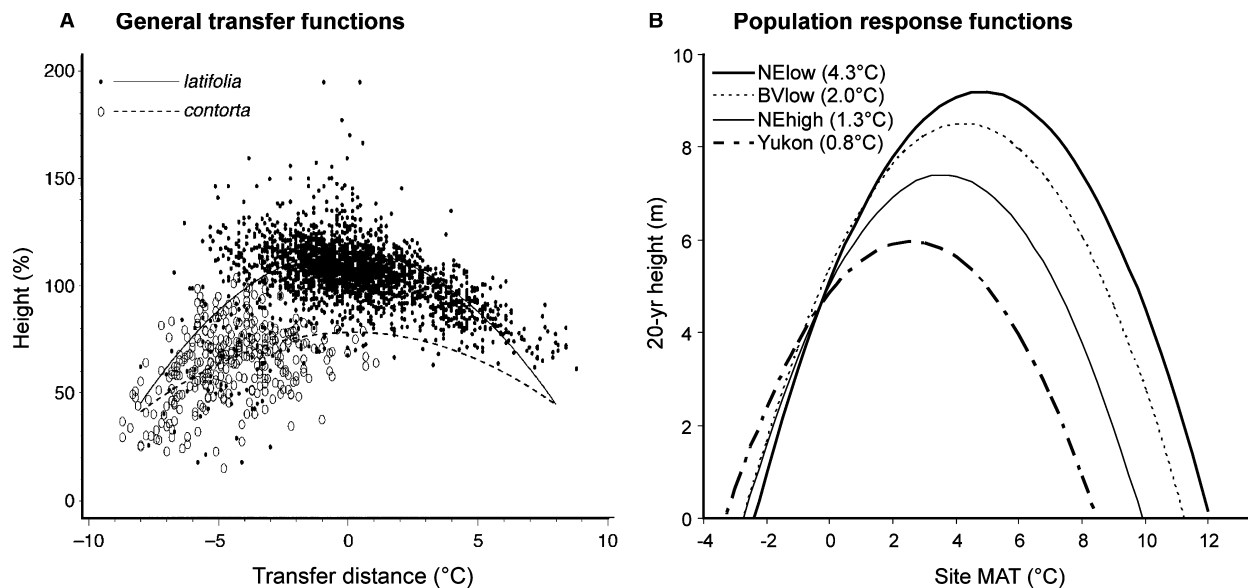 A General transfer functions
latifolia
contorta
200
150
100
50
0
Height (%)
−10 −5 0 5 10
Transfer distance (°C)
B Population response functions
NElow (4.3°C)
BVlow (2.0°C)
NEhigh (1.3°C)
Yukon (0.8°C)
10
8
6
4
2
0
20-yr height (m)
-4 -2 0 2 4 6 8 10 12
Site MAT (°C)